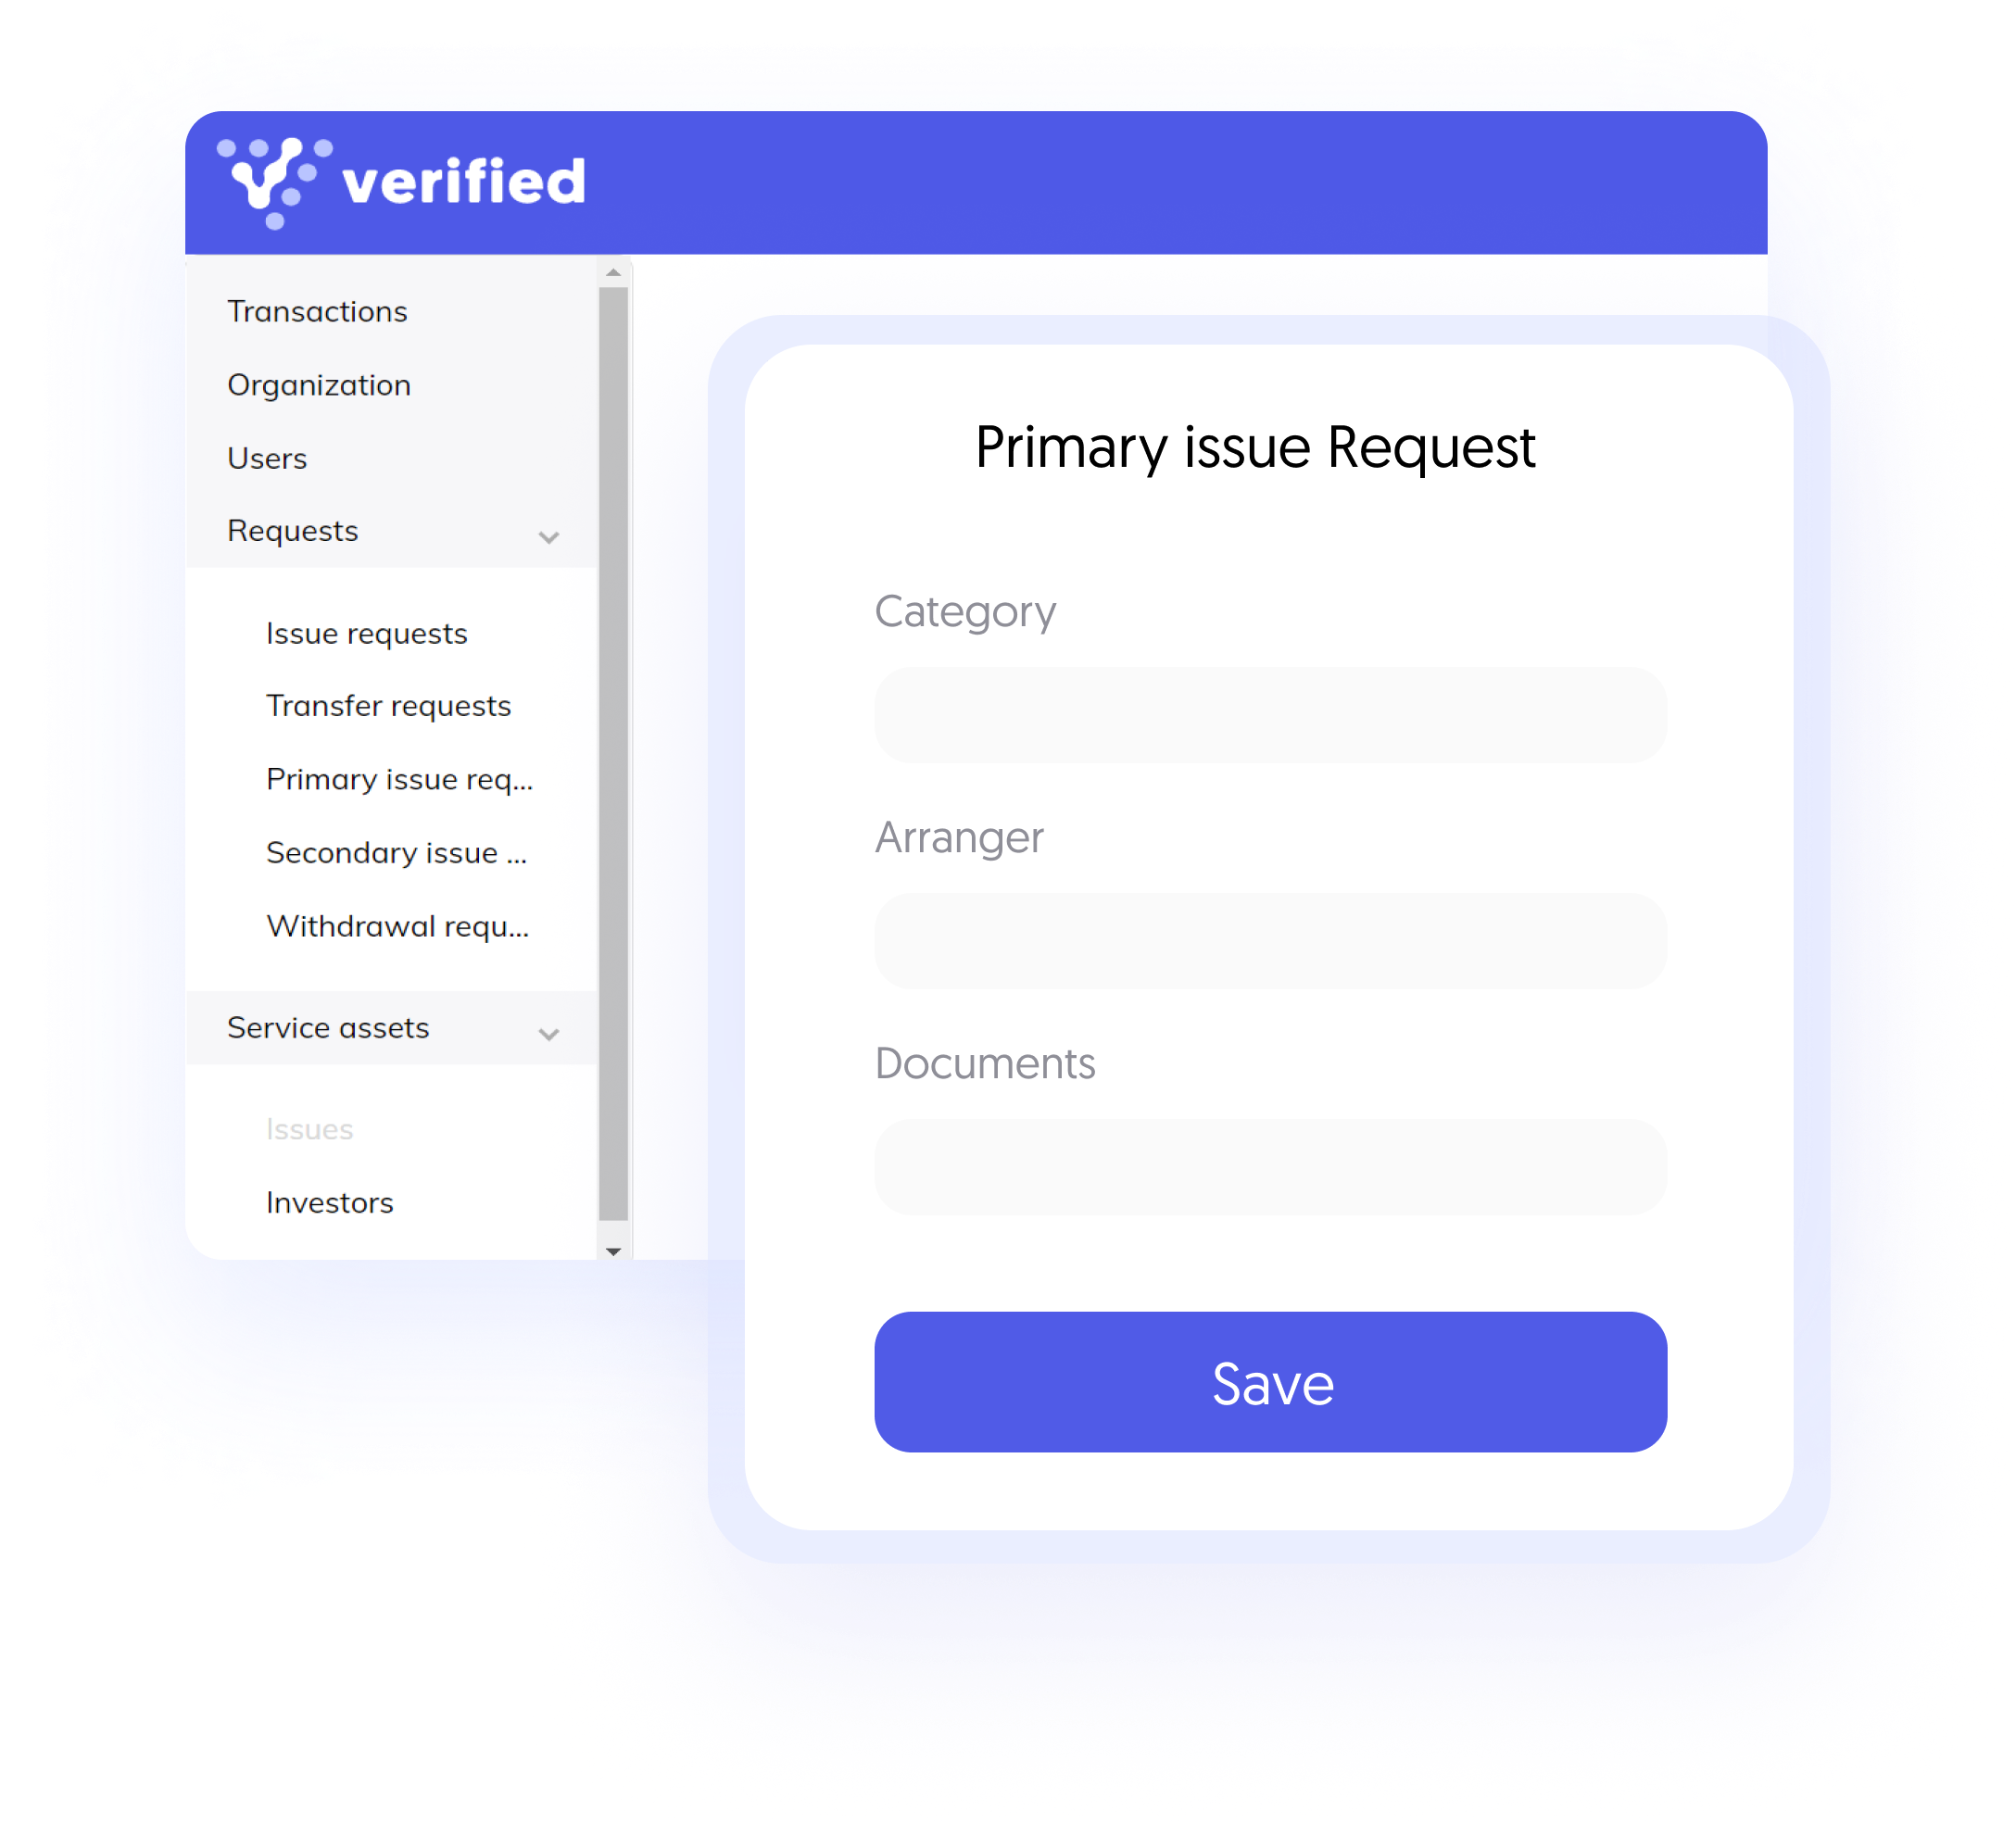 verified
Transactions
Organization
Users
Requests
Issue requests
Transfer requests
Primary issue req...
Secondary issue ...
Withdrawal requ...
Service assets
Issues
Investors
Primary issue Request
Category
Arranger
Documents
Save